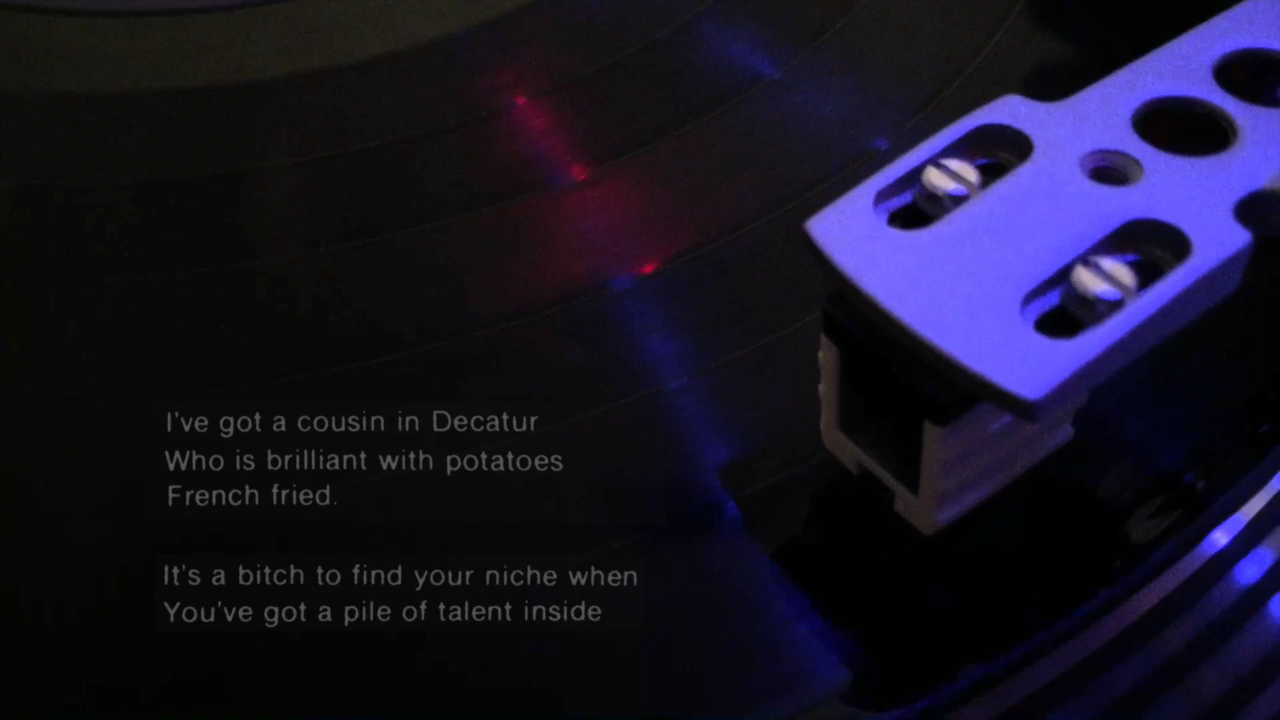 I've got a cousin in Decatur
Who is brilliant with potatoes
French fried.
It's a bitch to find your niche when
You've got a pile of talent inside